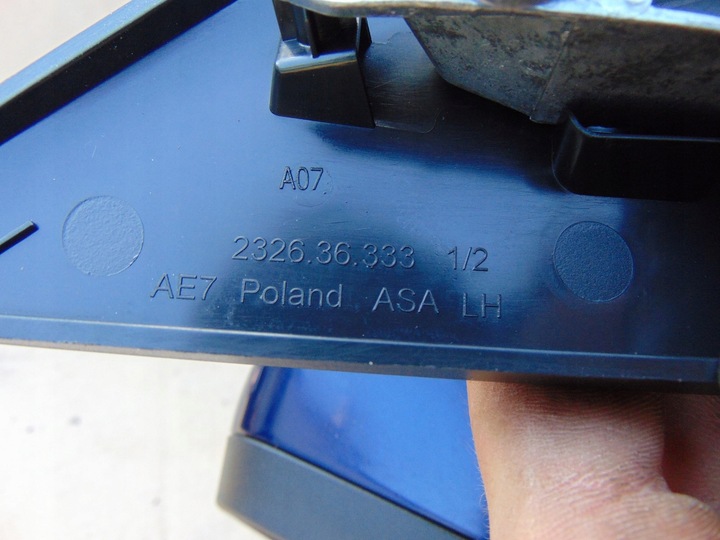 A07
2326.36.333 1/2
AE7 Poland ASA LH